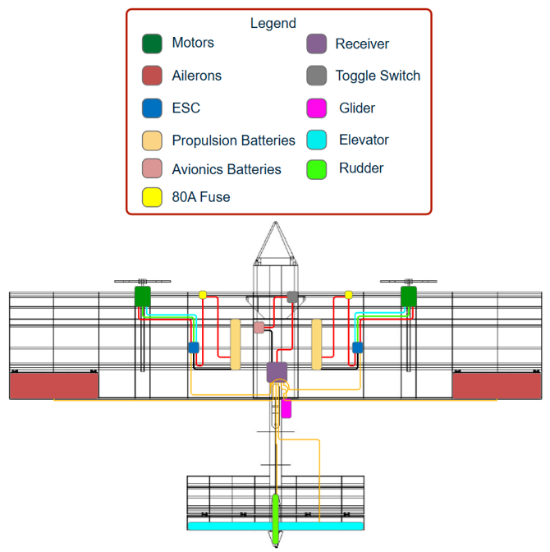 Legend
Motors
Receiver
Ailerons
Toggle Switch
ESC
Glider
Propulsion Batteries
Elevator
Avionics Batteries
Rudder
80A Fuse